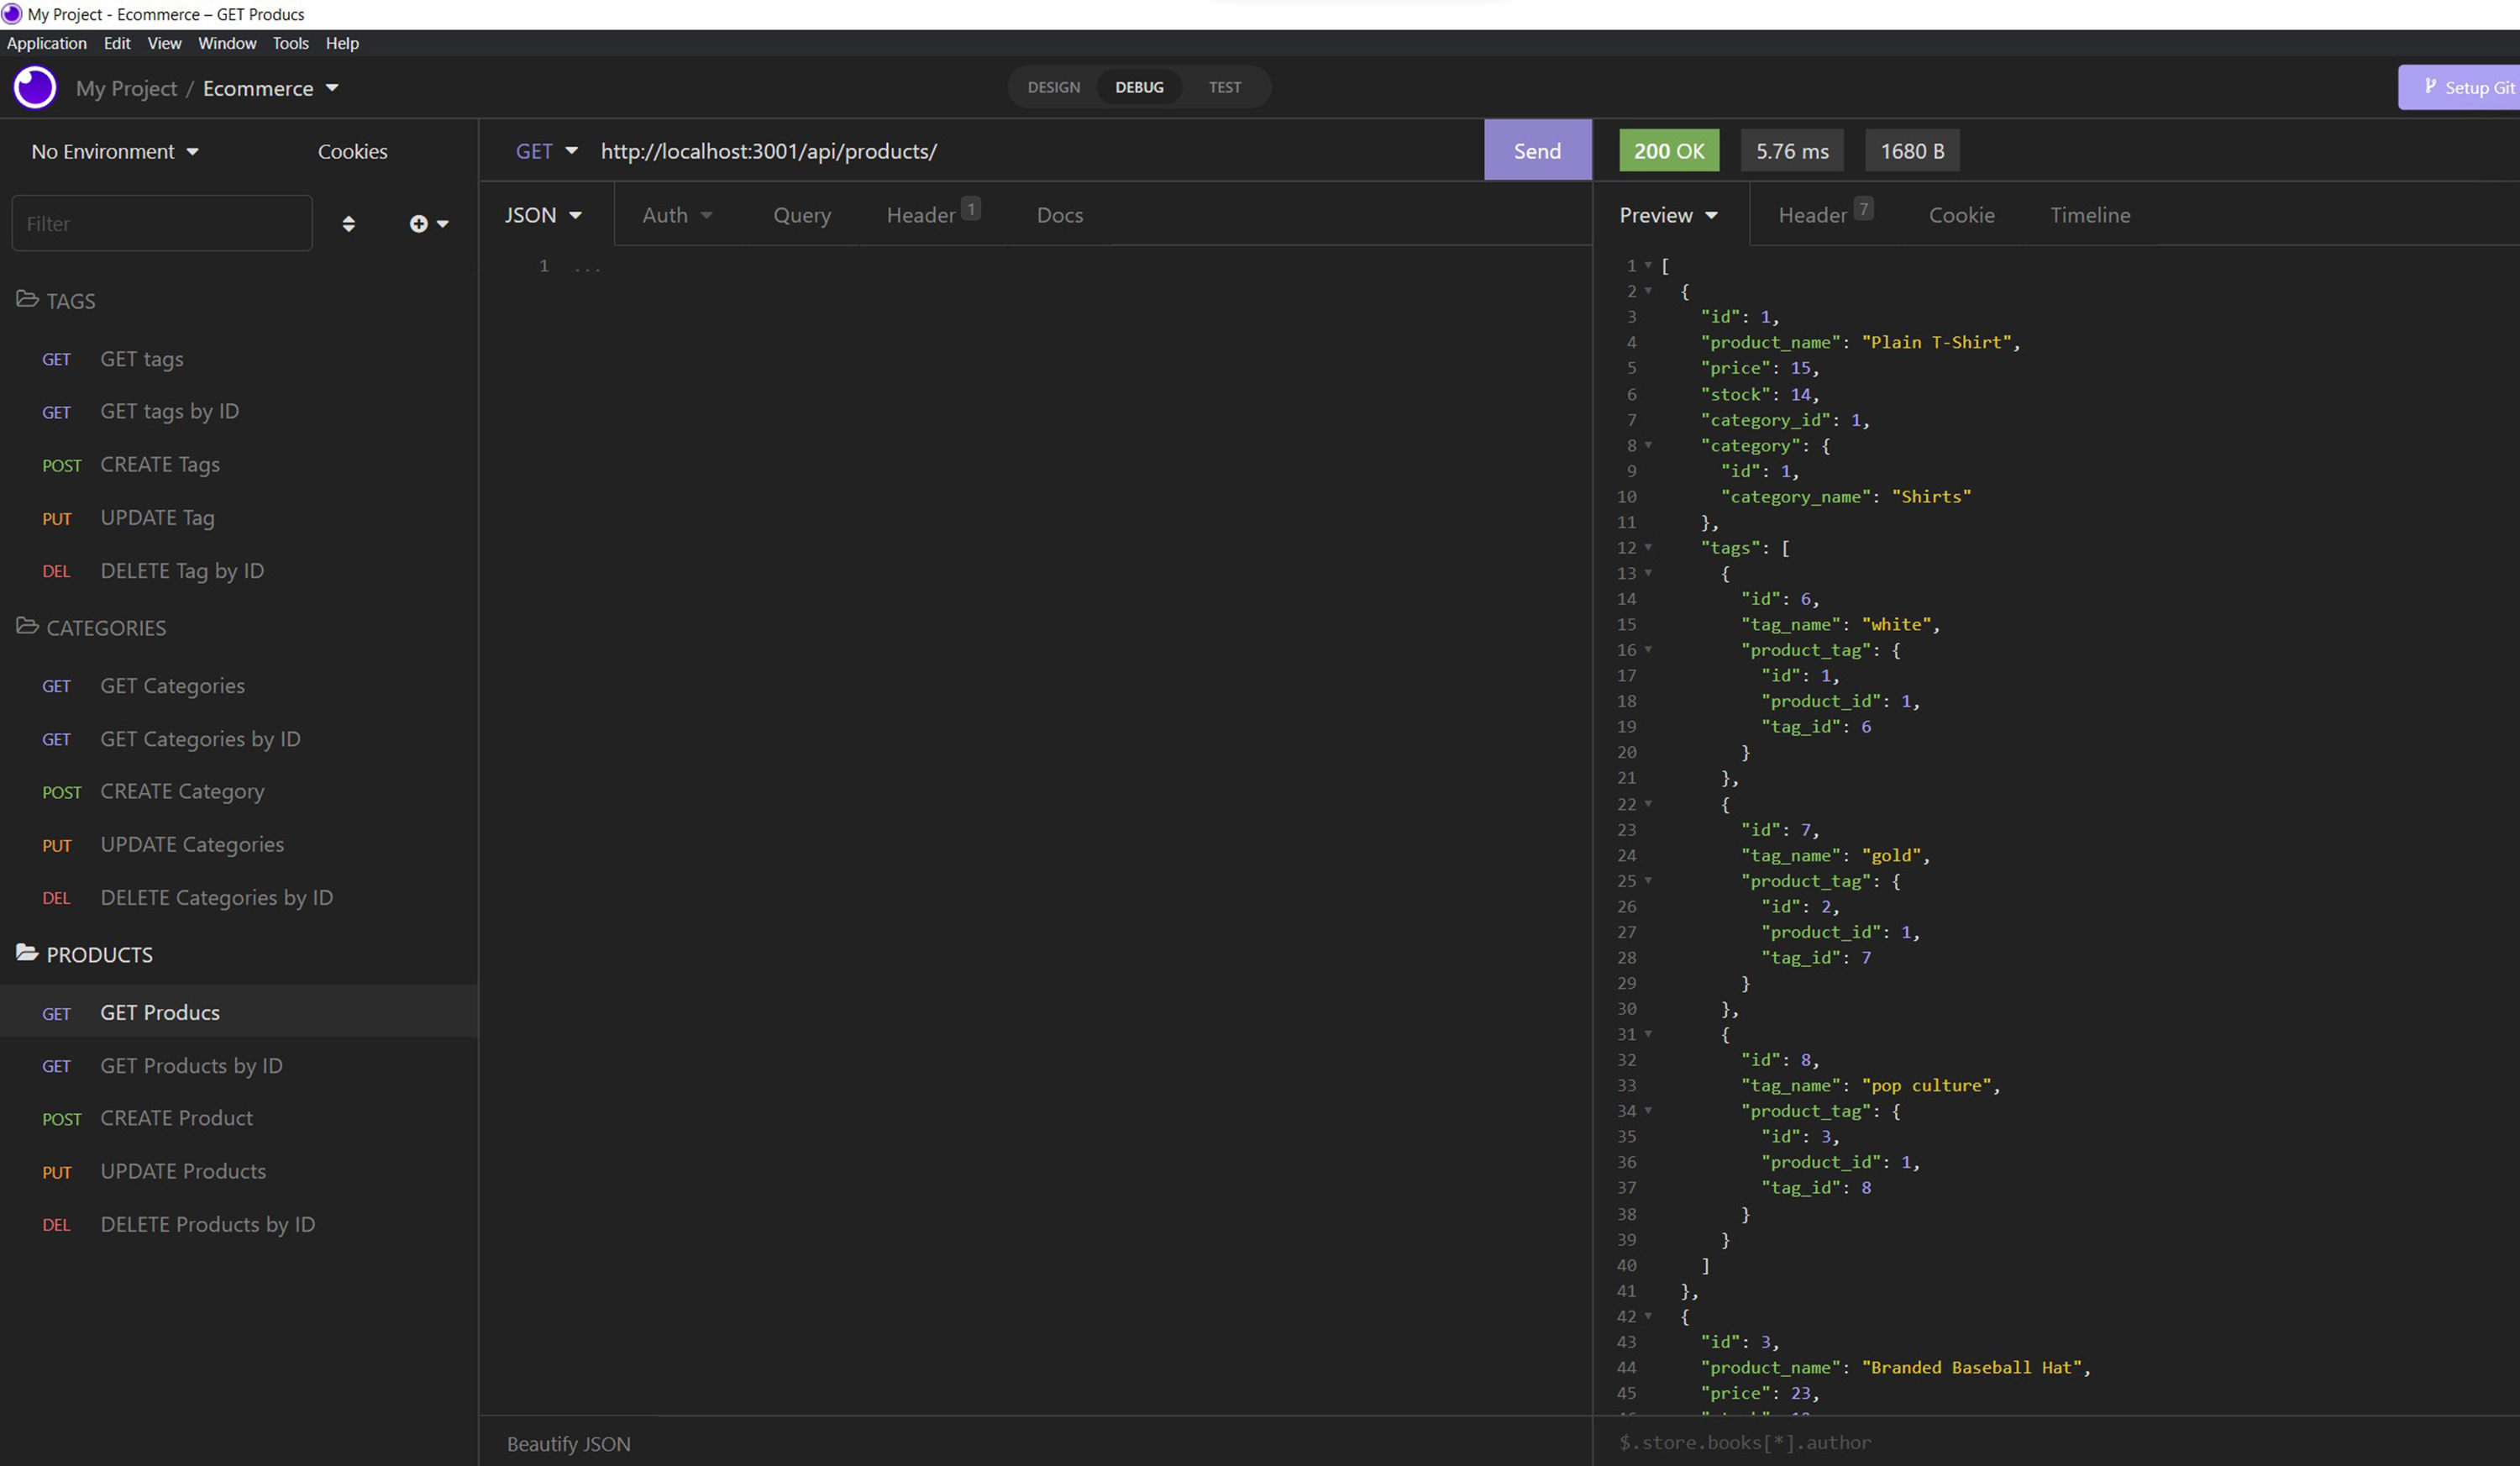 My Project - Ecommerce – GET Producs
Application Edit View Window Tools Help
My Project / Ecommerce
DESIGN DEBUG TEST
Setup Git
No Environment
Cookies
GET http://localhost:3001/api/products/
Send
200 OK
5.76 ms
1680 B
Filter
JSON
Auth
Query
Header 1
Docs
Preview
Header 7
Cookie
Timeline
TAGS
GET GET tags
GET GET tags by ID
POST CREATE Tags
PUT UPDATE Tag
DEL DELETE Tag by ID
CATEGORIES
GET GET Categories
GET GET Categories by ID
POST CREATE Category
PUT UPDATE Categories
DEL DELETE Categories by ID
PRODUCTS
GET GET Producs
GET GET Products by ID
POST CREATE Product
PUT UPDATE Products
DEL DELETE Products by ID
1 ...
Beautify JSON
1 [
2 {
3 "id": 1,
4 "product_name": "Plain T-Shirt",
5 "price": 15,
6 "stock": 14,
7 "category_id": 1,
8 "category": {
9 "id": 1,
10 "category_name": "Shirts"
11 },
12 "tags": [
13 {
14 "id": 6,
15 "tag_name": "white",
16 "product_tag": {
17 "id": 1,
18 "product_id": 1,
19 "tag_id": 6
20 }
21 },
22 {
23 "id": 7,
24 "tag_name": "gold",
25 "product_tag": {
26 "id": 2,
27 "product_id": 1,
28 "tag_id": 7
29 }
30 },
31 {
32 "id": 8,
33 "tag_name": "pop culture",
34 "product_tag": {
35 "id": 3,
36 "product_id": 1,
37 "tag_id": 8
38 }
39 }
40 ]
41 },
42 {
43 "id": 3,
44 "product_name": "Branded Baseball Hat",
45 "price": 23,
$.store.books[*].author